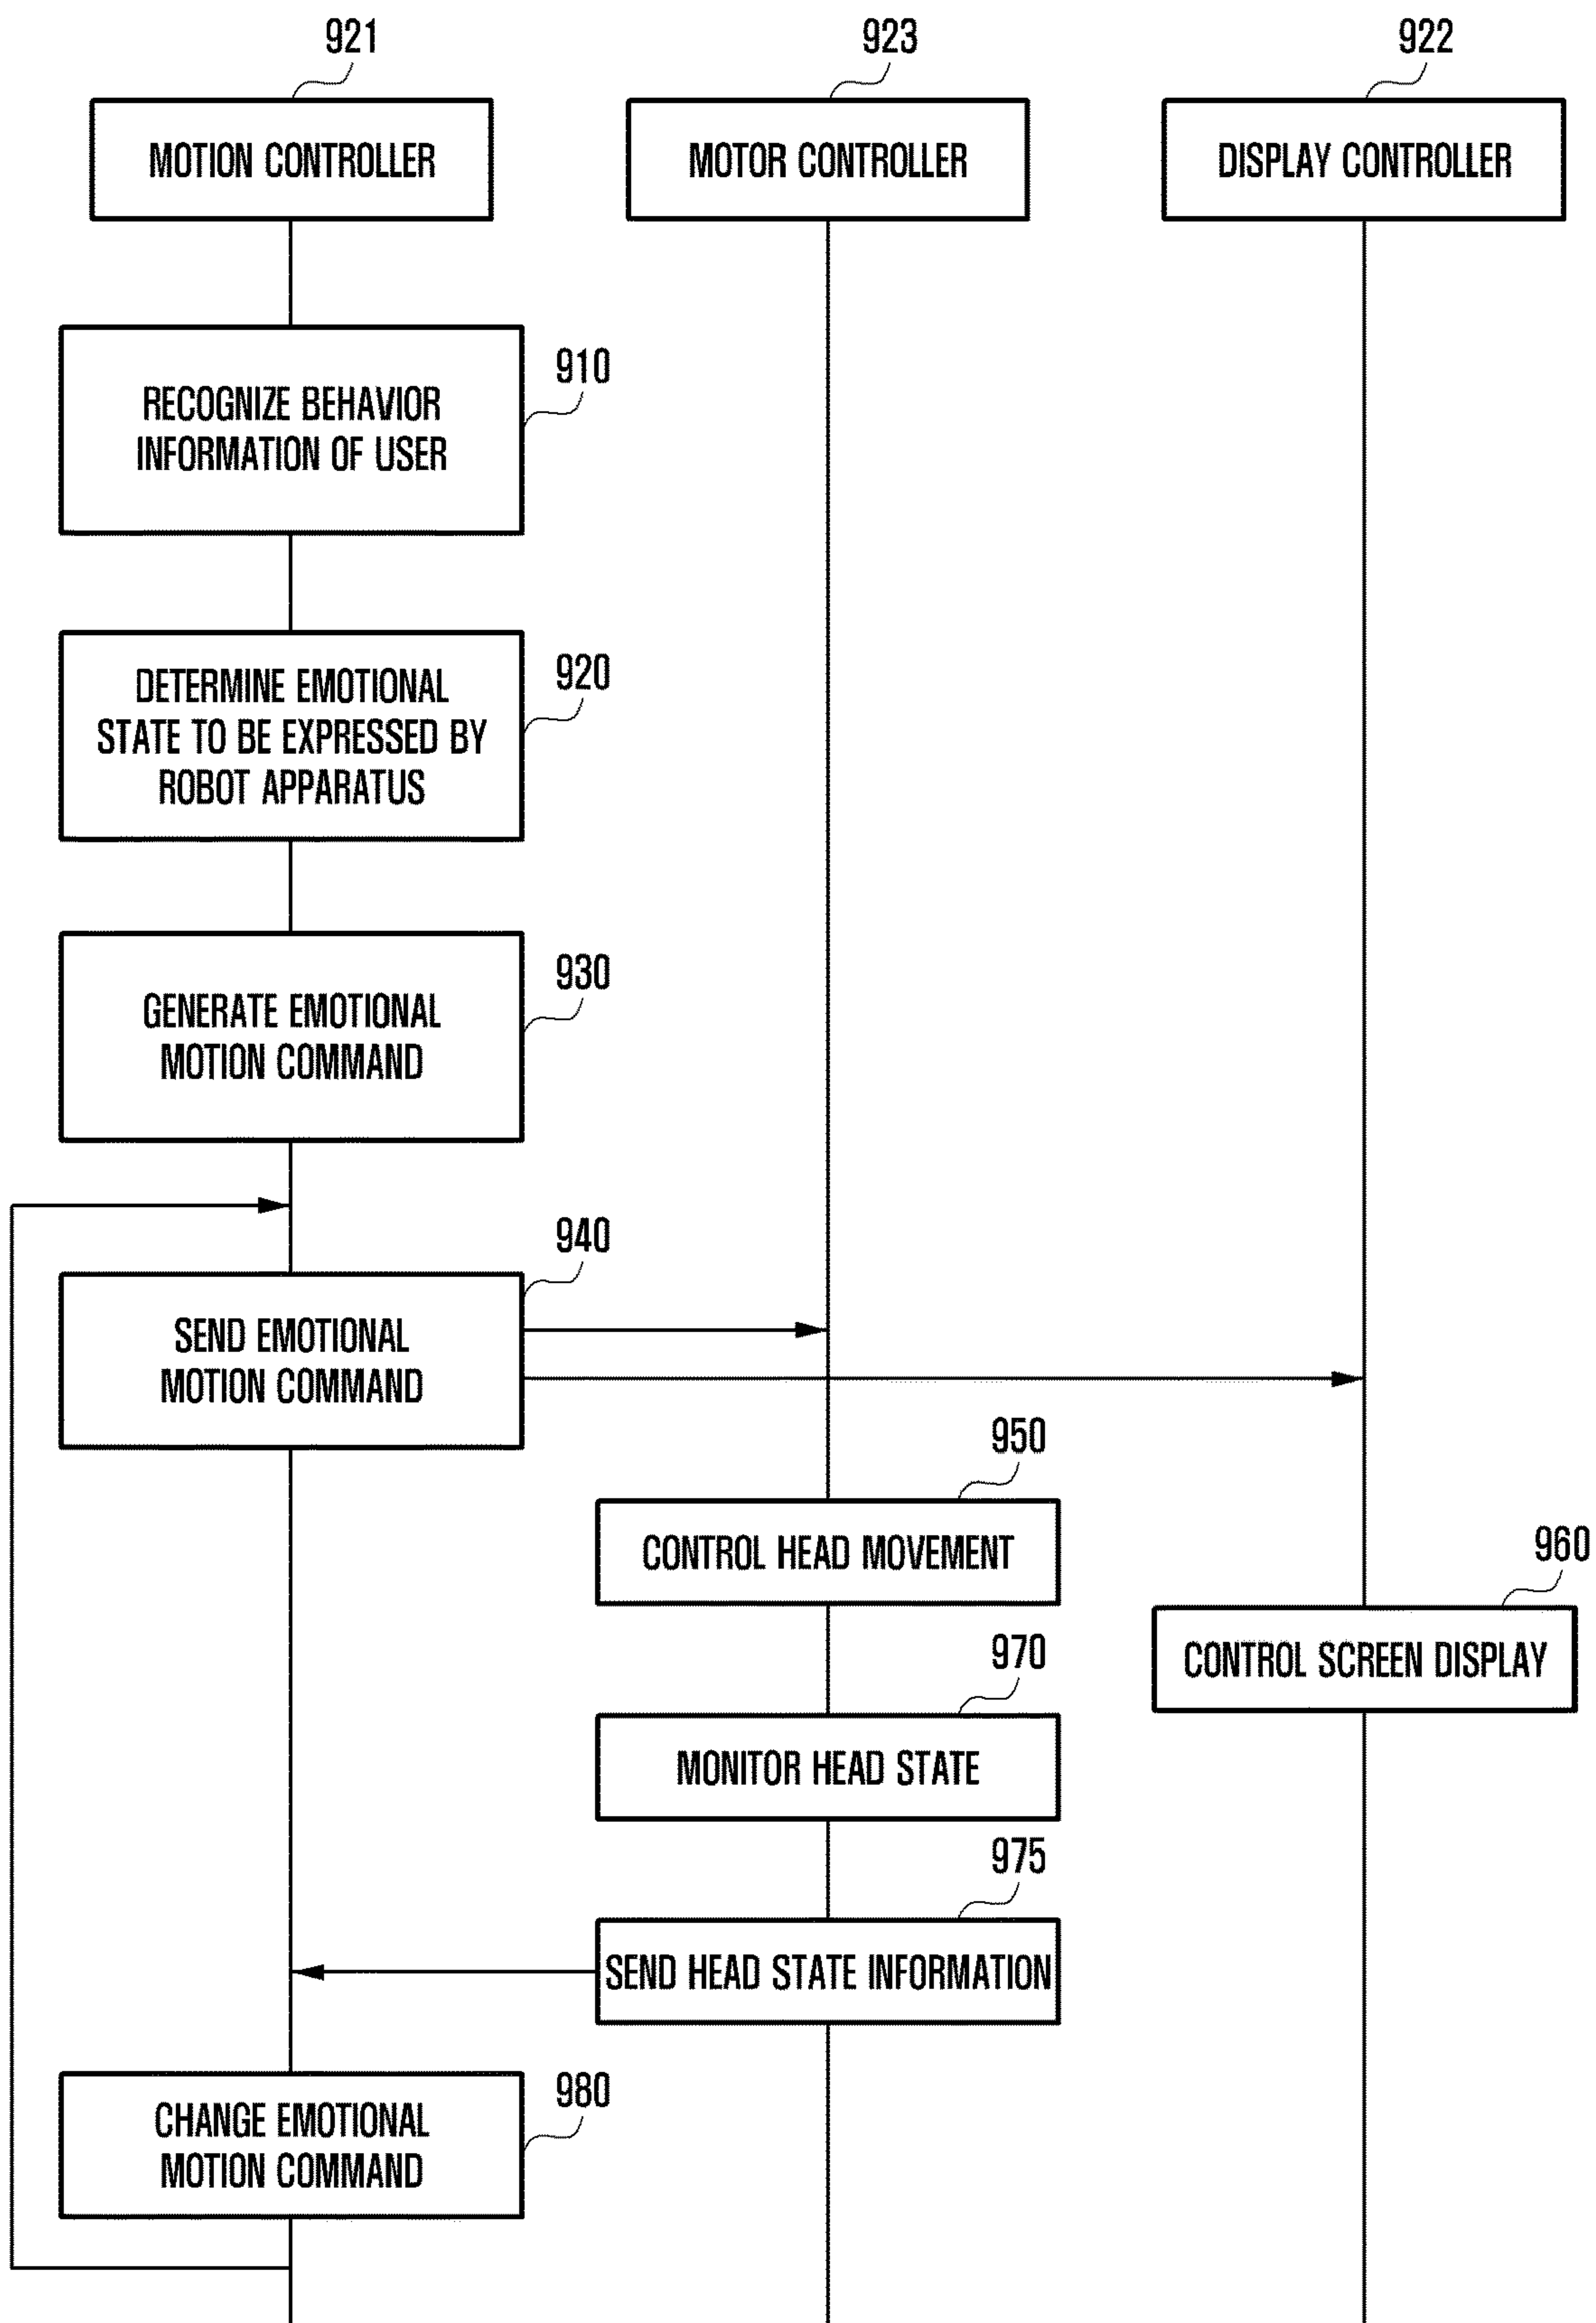 921
923
922
MOTION CONTROLLER
MOTOR CONTROLLER
DISPLAY CONTROLLER
910
RECOGNIZE BEHAVIOR
INFORMATION OF USER
920
DETERMINE EMOTIONAL
STATE TO BE EXPRESSED BY
ROBOT APPARATUS
930
GENERATE EMOTIONAL
MOTION COMMAND
940
SEND EMOTIONAL
MOTION COMMAND
950
CONTROL HEAD MOVEMENT
960
CONTROL SCREEN DISPLAY
970
MONITOR HEAD STATE
975
SEND HEAD STATE INFORMATION
980
CHANGE EMOTIONAL
MOTION COMMAND